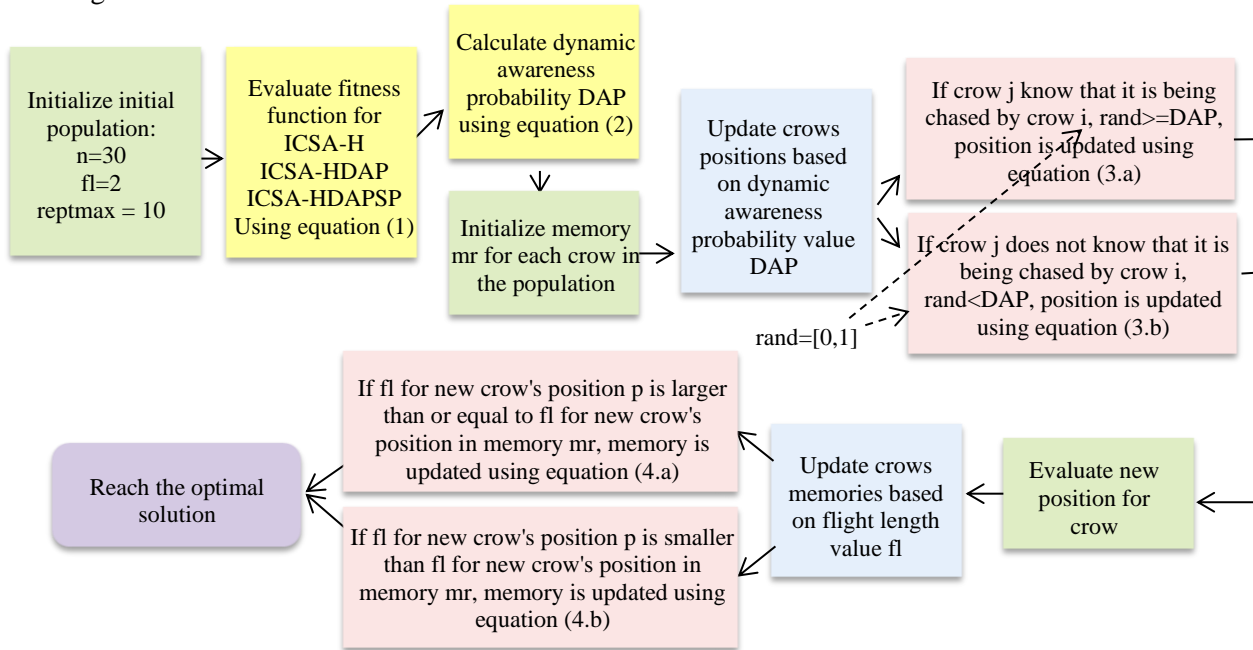 Initialize initial
population:
n=30
fl=2
reptmax = 10
Evaluate fitness
function for
ICSA-H
ICSA-HDAP
ICSA-HDAPSP
Using equation (1)
Calculate dynamic
awareness
probability DAP
using equation (2)
Initialize memory
mr for each crow in
the population
Update crows
positions based on
dynamic
awareness
probability value
DAP
If crow j know that it is being
chased by crow i, rand>=DAP,
position is updated using
equation (3.a)
If crow j does not know that it is
being chased by crow i,
rand<DAP, position is updated
using equation (3.b)
rand=[0,1]
Evaluate new
position for
crow
Update crows
memories based
on flight length
value fl
If fl for new crow's position p is larger
than or equal to fl for new crow's
position in memory mr, memory is
updated using equation (4.a)
If fl for new crow's position p is smaller
than fl for new crow's position in
memory mr, memory is updated using
equation (4.b)
Reach the optimal
solution